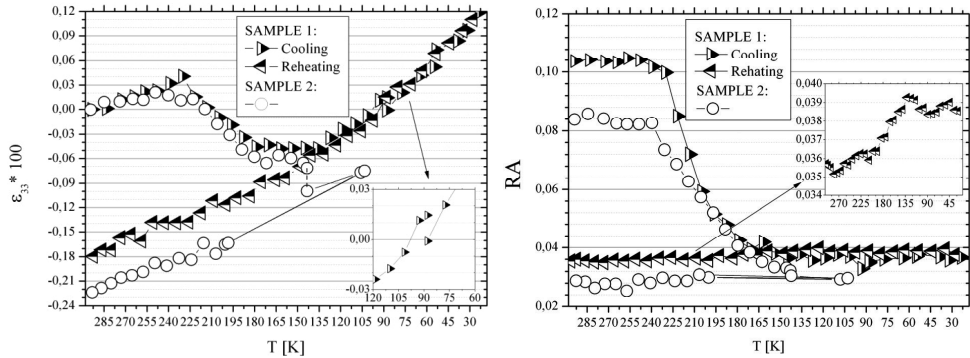 0,12
0,09
0,06
0,03
0,00
-0,03
-0,06
-0,09
-0,12
-0,15
-0,18
-0,21
-0,24
ε33 * 100
SAMPLE 1:
Cooling
Reheating
SAMPLE 2:
0,03
0,00
-0,03
120 105 90 75 60
285 270 255 240 225 210 195 180 165 150 135 120 105 90 75 60 45 30
T [K]
0,12
0,10
0,08
0,06
0,04
0,02
RA
SAMPLE 1:
Cooling
Rehating
SAMPLE 2:
0,040
0,039
0,038
0,037
0,036
0,035
0,034
270 225 180 135 90 45
285 270 255 240 225 210 195 180 165 150 135 120 105 90 75 60 45 30
T [K]